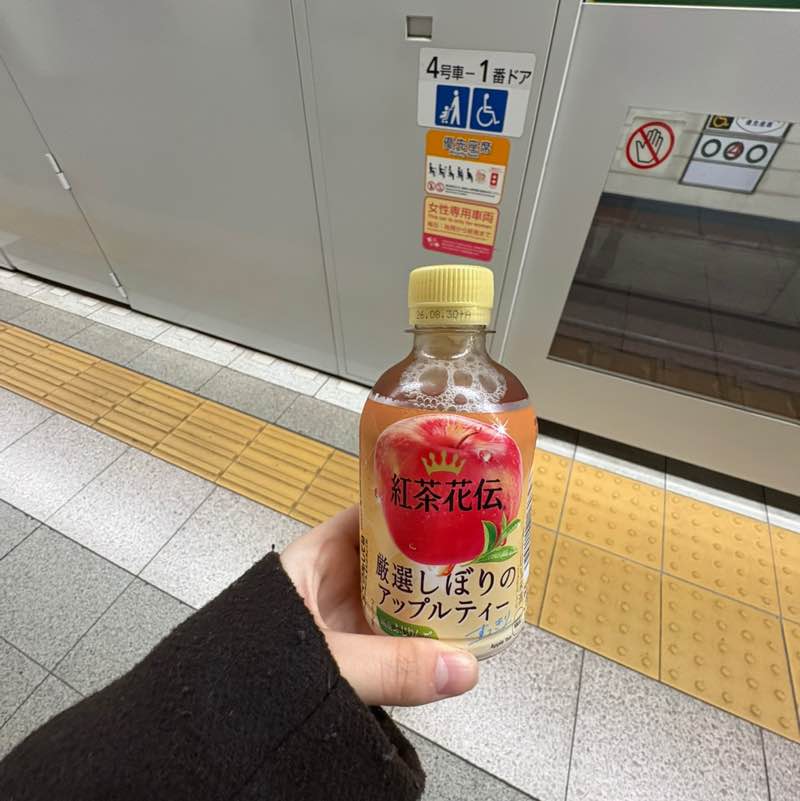 4号車-1番ドア
優先座席
女性専用車両
26.08.30+A
紅茶花伝
厳選しぼりの
アップルティー